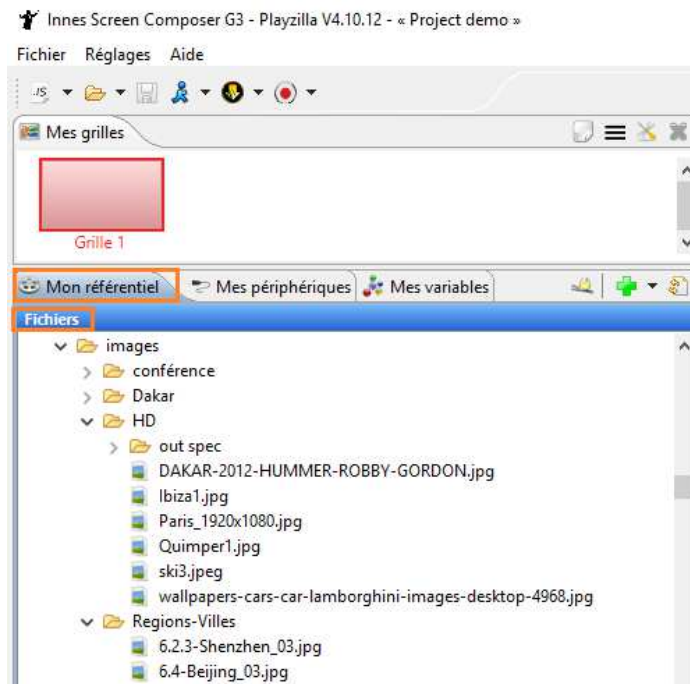 Innes Screen Composer G3 - Playzilla V4.10.12 - « Project demo »
Fichier Réglages Aide
JS
Mes grilles
Grille 1
Mon référentiel Mes périphériques Mes variables
Fichiers
images
conférence
Dakar
HD
out spec
DAKAR-2012-HUMMER-ROBBY-GORDON.jpg
Ibiza1.jpg
Paris_1920x1080.jpg
Quimper1.jpg
ski3.jpeg
wallpapers-cars-car-lamborghini-images-desktop-4968.jpg
Regions-Villes
6.2.3-Shenzhen_03.jpg
6.4-Beijing_03.jpg